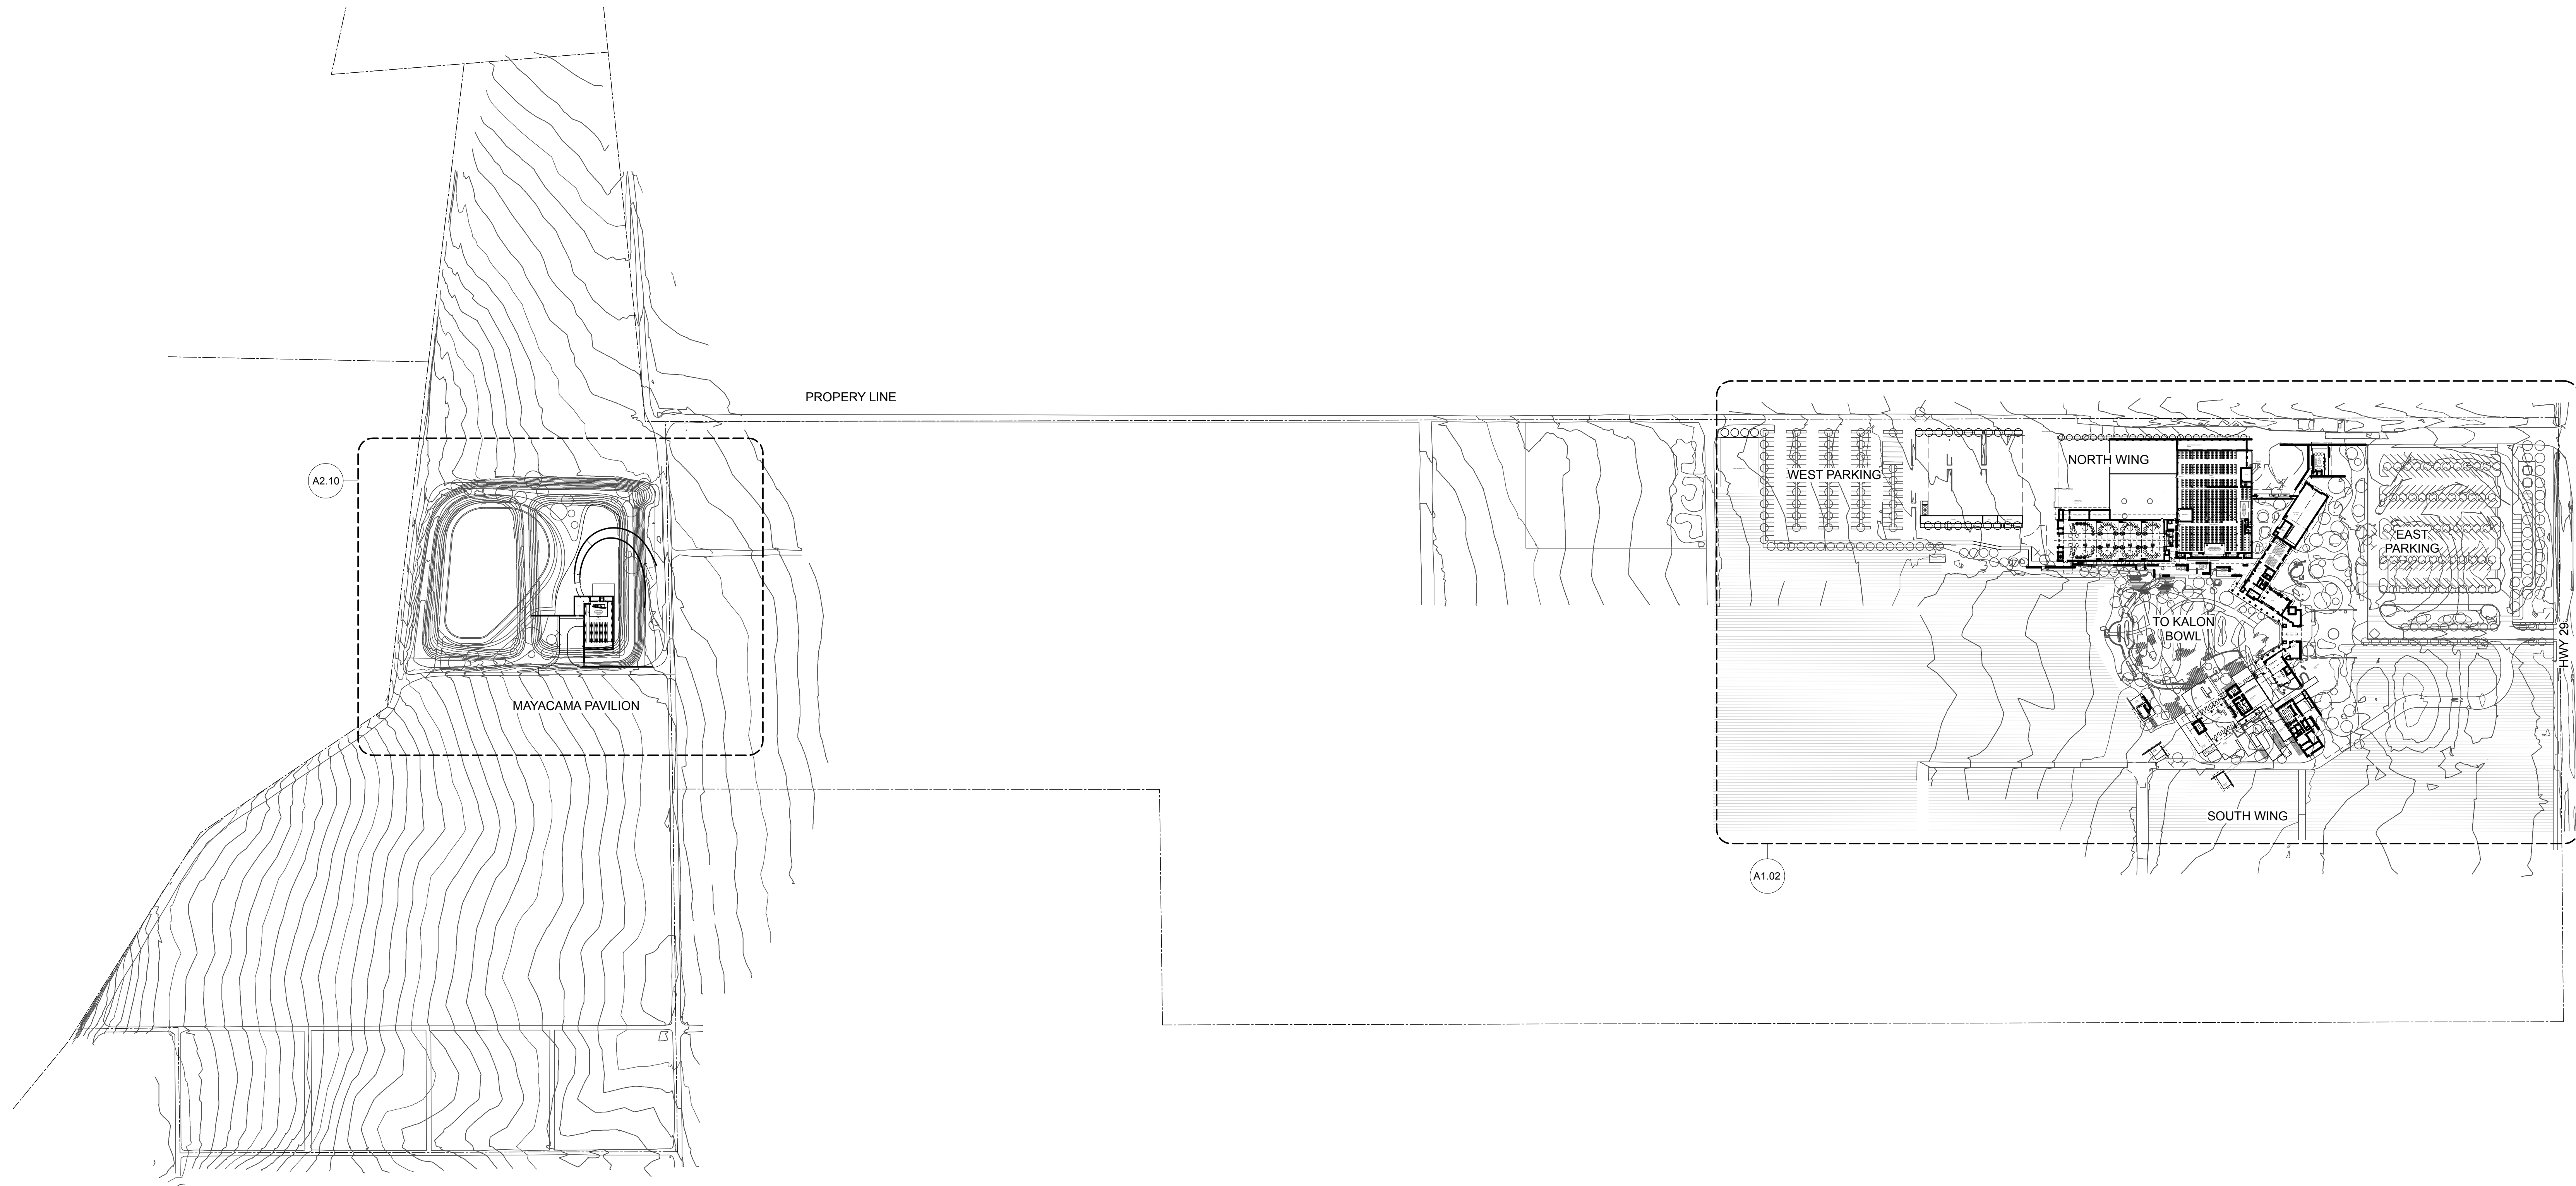 PROPERY LINE
A2.10
MAYACAMA PAVILION
WEST PARKING
NORTH WING
EAST
PARKING
TO KALON
BOWL
HWY 29
SOUTH WING
A1.02